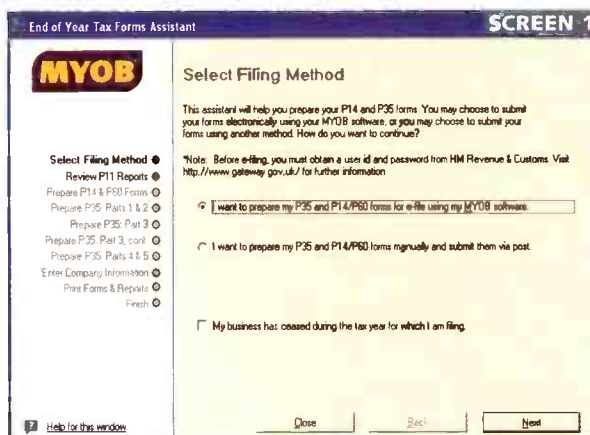 End of Year Tax Forms Assistant
SCREEN 1
MYOB
Select Filing Method
This assistant will help you prepare your P14 and P35 forms. You may choose to submit
your forms electronically using your MYOB software, or you may choose to submit your
forms using another method. How do you want to continue?
*Note: Before e-filing, you must obtain a user id and password from HM Revenue & Customs. Visit
http://www.gateway.gov.uk/ for further information
Select Filing Method
Review P11 Reports
Prepare P14 & P60 Forms
Prepare P35: Parts 1 & 2
Prepare P35: Part 3
Prepare P35: Part 3, cont.
Prepare P35: Parts 4 & 5
Enter Company Information
Print Forms & Reports
Finish
I want to prepare my P35 and P14/P60 forms for e-file using my MYOB software.
I want to prepare my P35 and P14/P60 forms manually and submit them via post.
My business has ceased during the tax year for which I am filing.
? Help for this window
Close
Back
Next